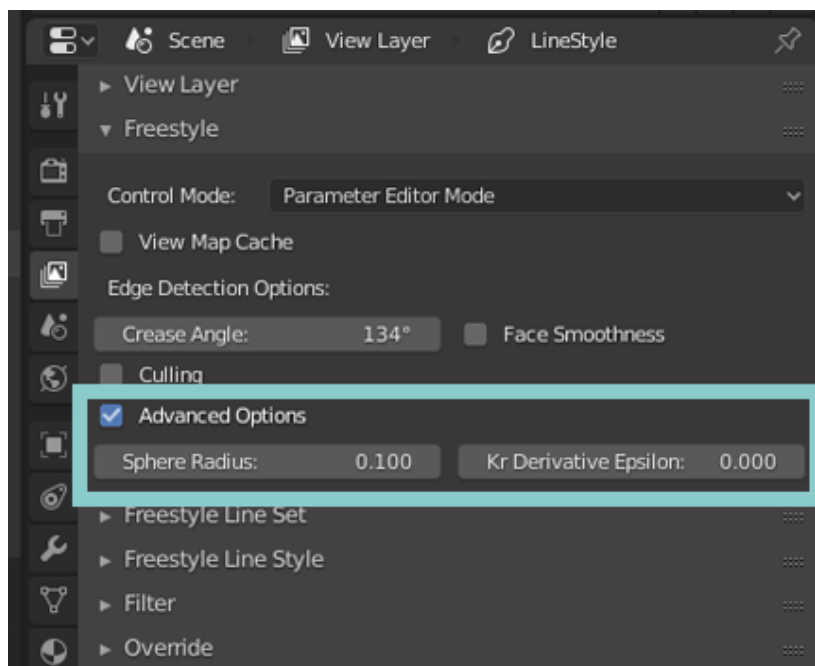 Scene View Layer LineStyle
View Layer
Freestyle
Control Mode: Parameter Editor Mode
View Map Cache
Edge Detection Options:
Crease Angle: 134° Face Smoothness
Culling
Advanced Options
Sphere Radius: 0.100 Kr Derivative Epsilon: 0.000
Freestyle Line Set
Freestyle Line Style
Filter
Override